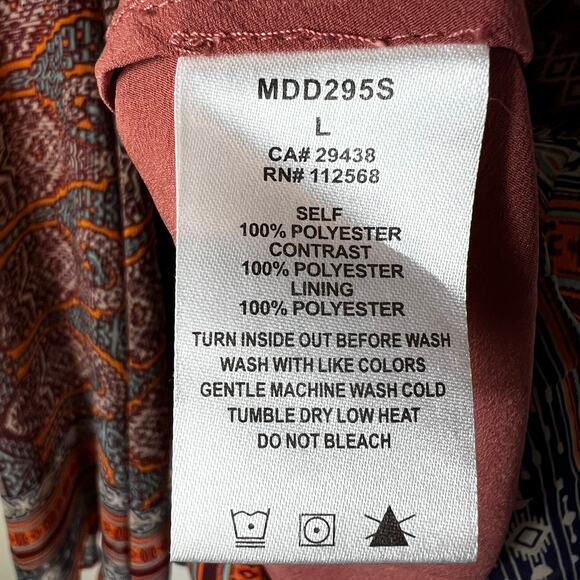 MDD295S
L
CA# 29438
RN# 112568
SELF
100% POLYESTER
CONTRAST
100% POLYESTER
LINING
100% POLYESTER
TURN INSIDE OUT BEFORE WASH
WASH WITH LIKE COLORS
GENTLE MACHINE WASH COLD
TUMBLE DRY LOW HEAT
DO NOT BLEACH